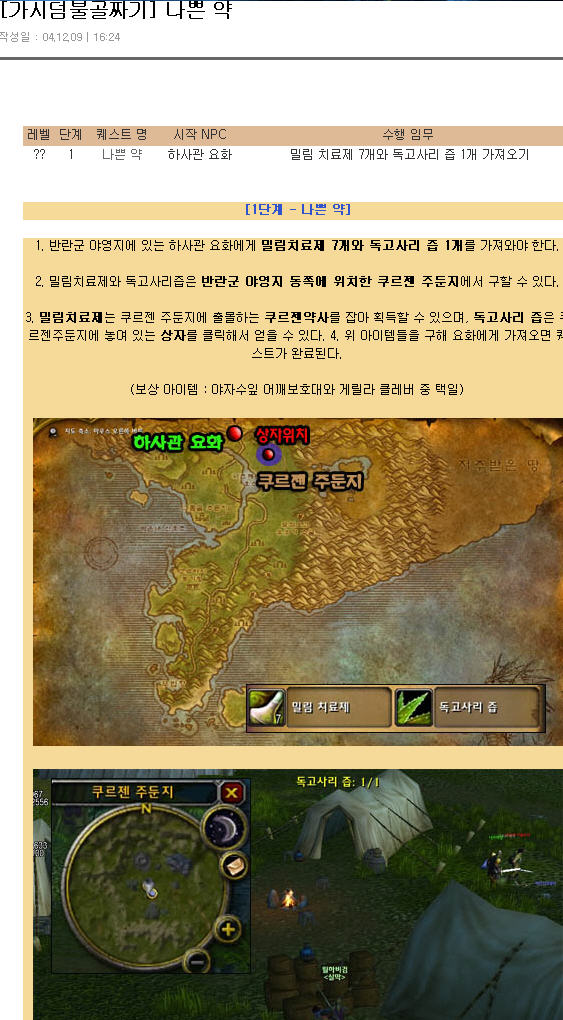 [가시덤불골짜기] 나쁜 약
작성일 : 04.12.09 | 16:24
레벨 단계 퀘스트 명 시작 NPC 수행 임무
?? 1 나쁜 약 하사관 요화 밀림 치료제 7개와 독고사리 즙 1개 가져오기
[1단계 - 나쁜 약]
1. 반란군 야영지에 있는 하사관 요화에게 밀림치료제 7개와 독고사리 즙 1개를 가져와야 한다.
2. 밀림치료제와 독고사리즙은 반란군 야영지 동쪽에 위치한 쿠르젠 주둔지에서 구할 수 있다.
3. 밀림치료제는 쿠르젠 주둔지에 출몰하는 쿠르젠약사를 잡아 획득할 수 있으며, 독고사리 즙은 쿠
르젠주둔지에 놓여 있는 상자를 클릭해서 얻을 수 있다. 4. 위 아이템들을 구해 요화에게 가져오면 퀘
스트가 완료된다.
(보상 아이템 : 야자수잎 어깨보호대와 게릴라 클레버 중 택일)
하사관 요화
상자위치
쿠르젠 주둔지
저주받은 땅
7
밀림 치료제
독고사리 즙
쿠르젠 주둔지
N
독고사리 즙: 1/1